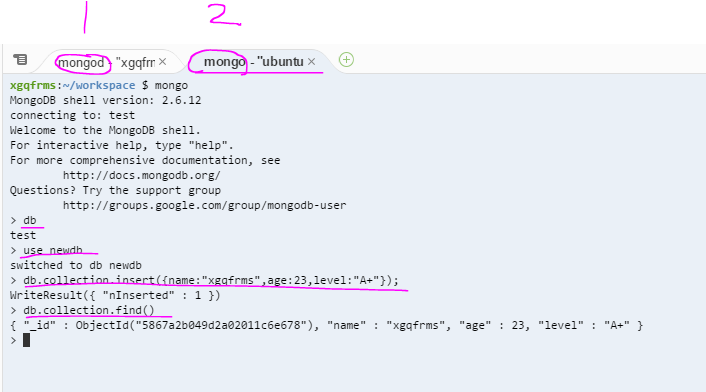 1 2
mongod - "xgqfrm × mongo - "ubuntu ×
xgqfrms:~/workspace $ mongo
MongoDB shell version: 2.6.12
connecting to: test
Welcome to the MongoDB shell.
For interactive help, type "help".
For more comprehensive documentation, see
http://docs.mongodb.org/
Questions? Try the support group
http://groups.google.com/group/mongodb-user
> db
test
> use newdb
switched to db newdb
> db.collection.insert({name:"xgqfrms",age:23,level:"A+"});
WriteResult({ "nInserted" : 1 })
> db.collection.find()
{ "_id" : ObjectId("5867a2b049d2a02011c6e678"), "name" : "xgqfrms", "age" : 23, "level" : "A+" }
>